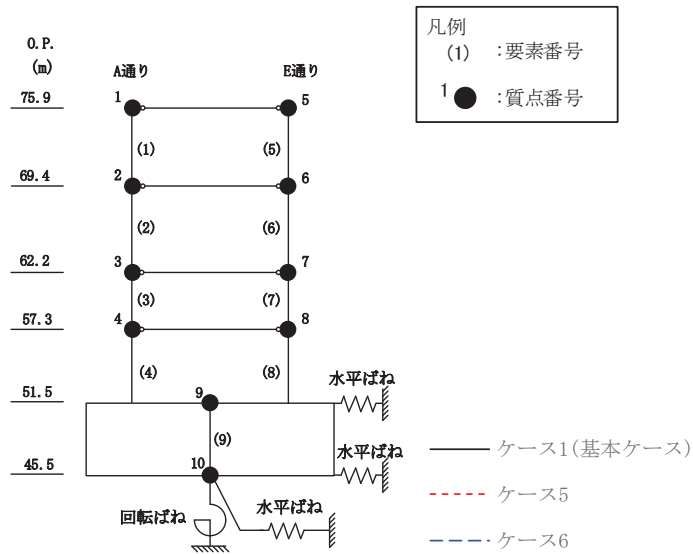 O.P.
(m)
A通り
E通り
凡例
(1) :要素番号
1 :質点番号
75.9
1
5
(1)
(5)
69.4
2
6
(2)
(6)
62.2
3
7
(3)
(7)
57.3
4
8
(4)
(8)
水平ばね
51.5
9
(9)
水平ばね
45.5
10
回転ばね
水平ばね
ケース1(基本ケース)
ケース5
ケース6